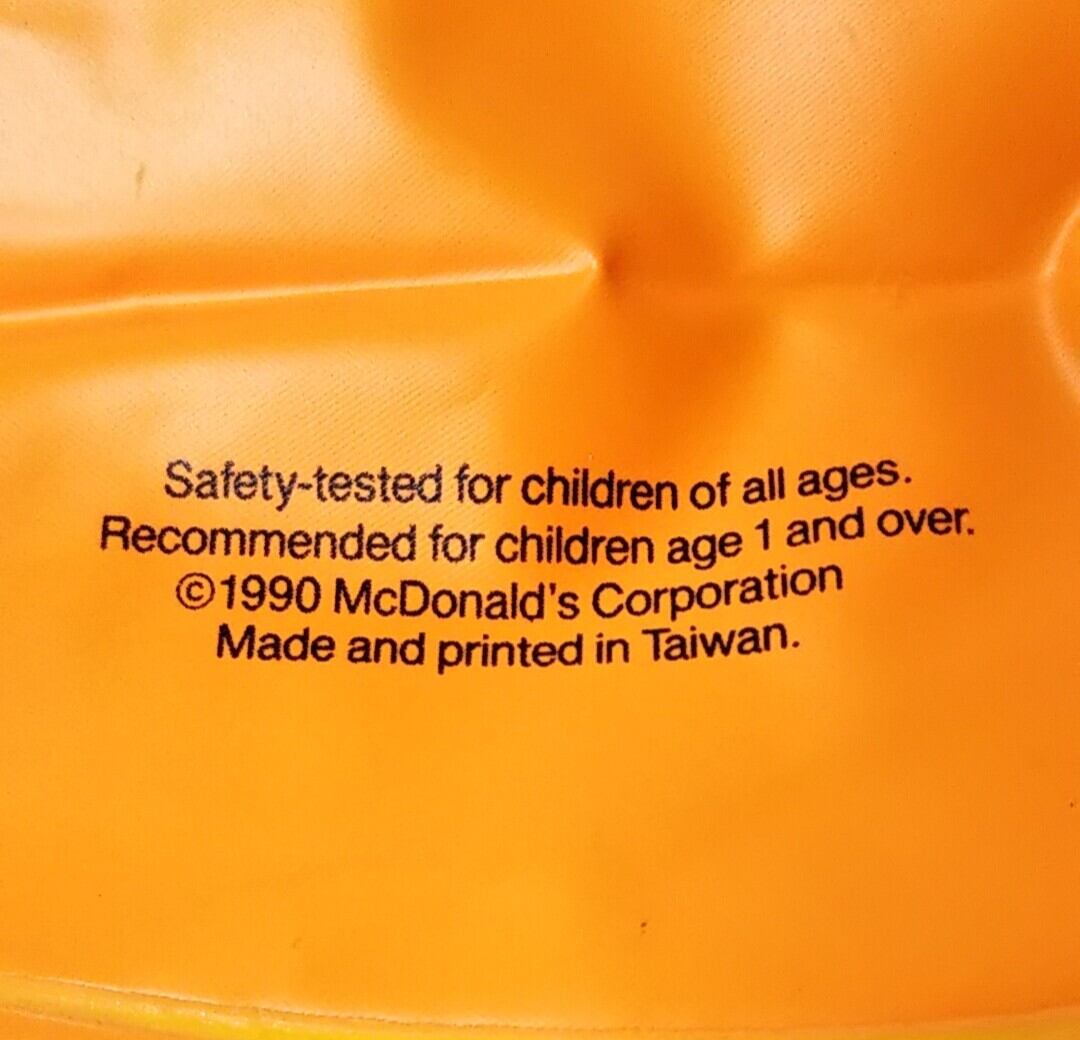 Safety-tested for children of all ages.
Recommended for children age 1 and over.
©1990 McDonald's Corporation
Made and printed in Taiwan.